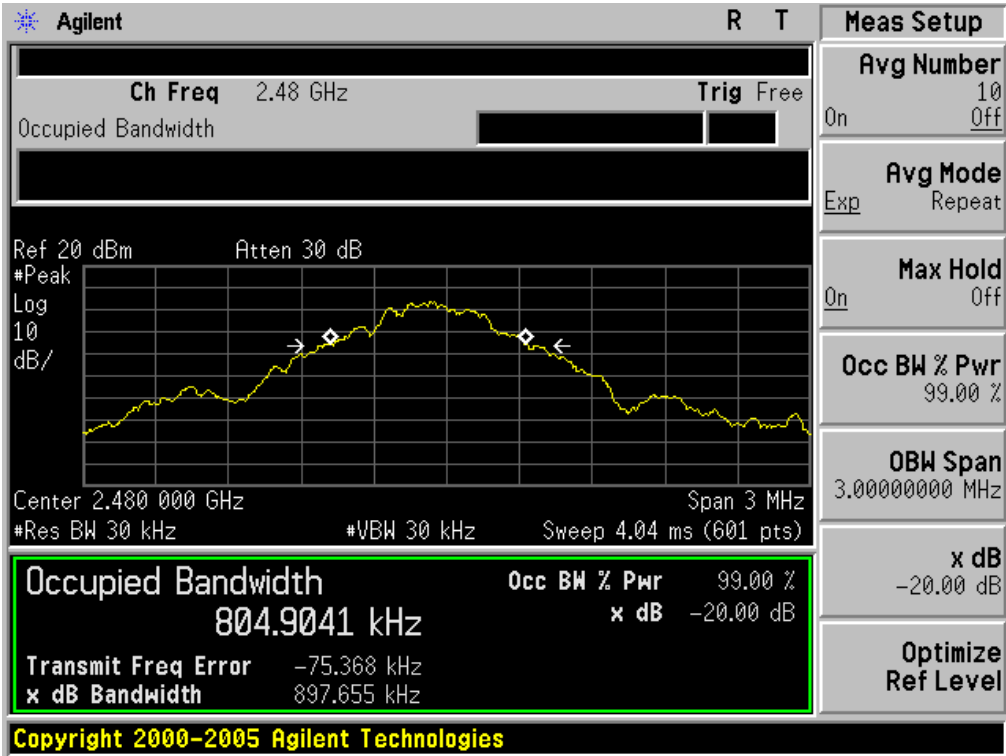 Agilent R T
Ch Freq 2.48 GHz Trig Free
Occupied Bandwidth
Ref 20 dBm Atten 30 dB
#Peak
Log
10
dB/
Center 2.480 000 GHz Span 3 MHz
#Res BW 30 kHz #VBW 30 kHz Sweep 4.04 ms (601 pts)
Occupied Bandwidth Occ BW % Pwr 99.00 %
804.9041 kHz x dB -20.00 dB
Transmit Freq Error -75.368 kHz
x dB Bandwidth 897.655 kHz
Copyright 2000-2005 Agilent Technologies
Meas Setup
Avg Number
10
On Off
Avg Mode
Exp Repeat
Max Hold
On Off
Occ BW % Pwr
99.00 %
OBW Span
3.00000000 MHz
x dB
-20.00 dB
Optimize
Ref Level